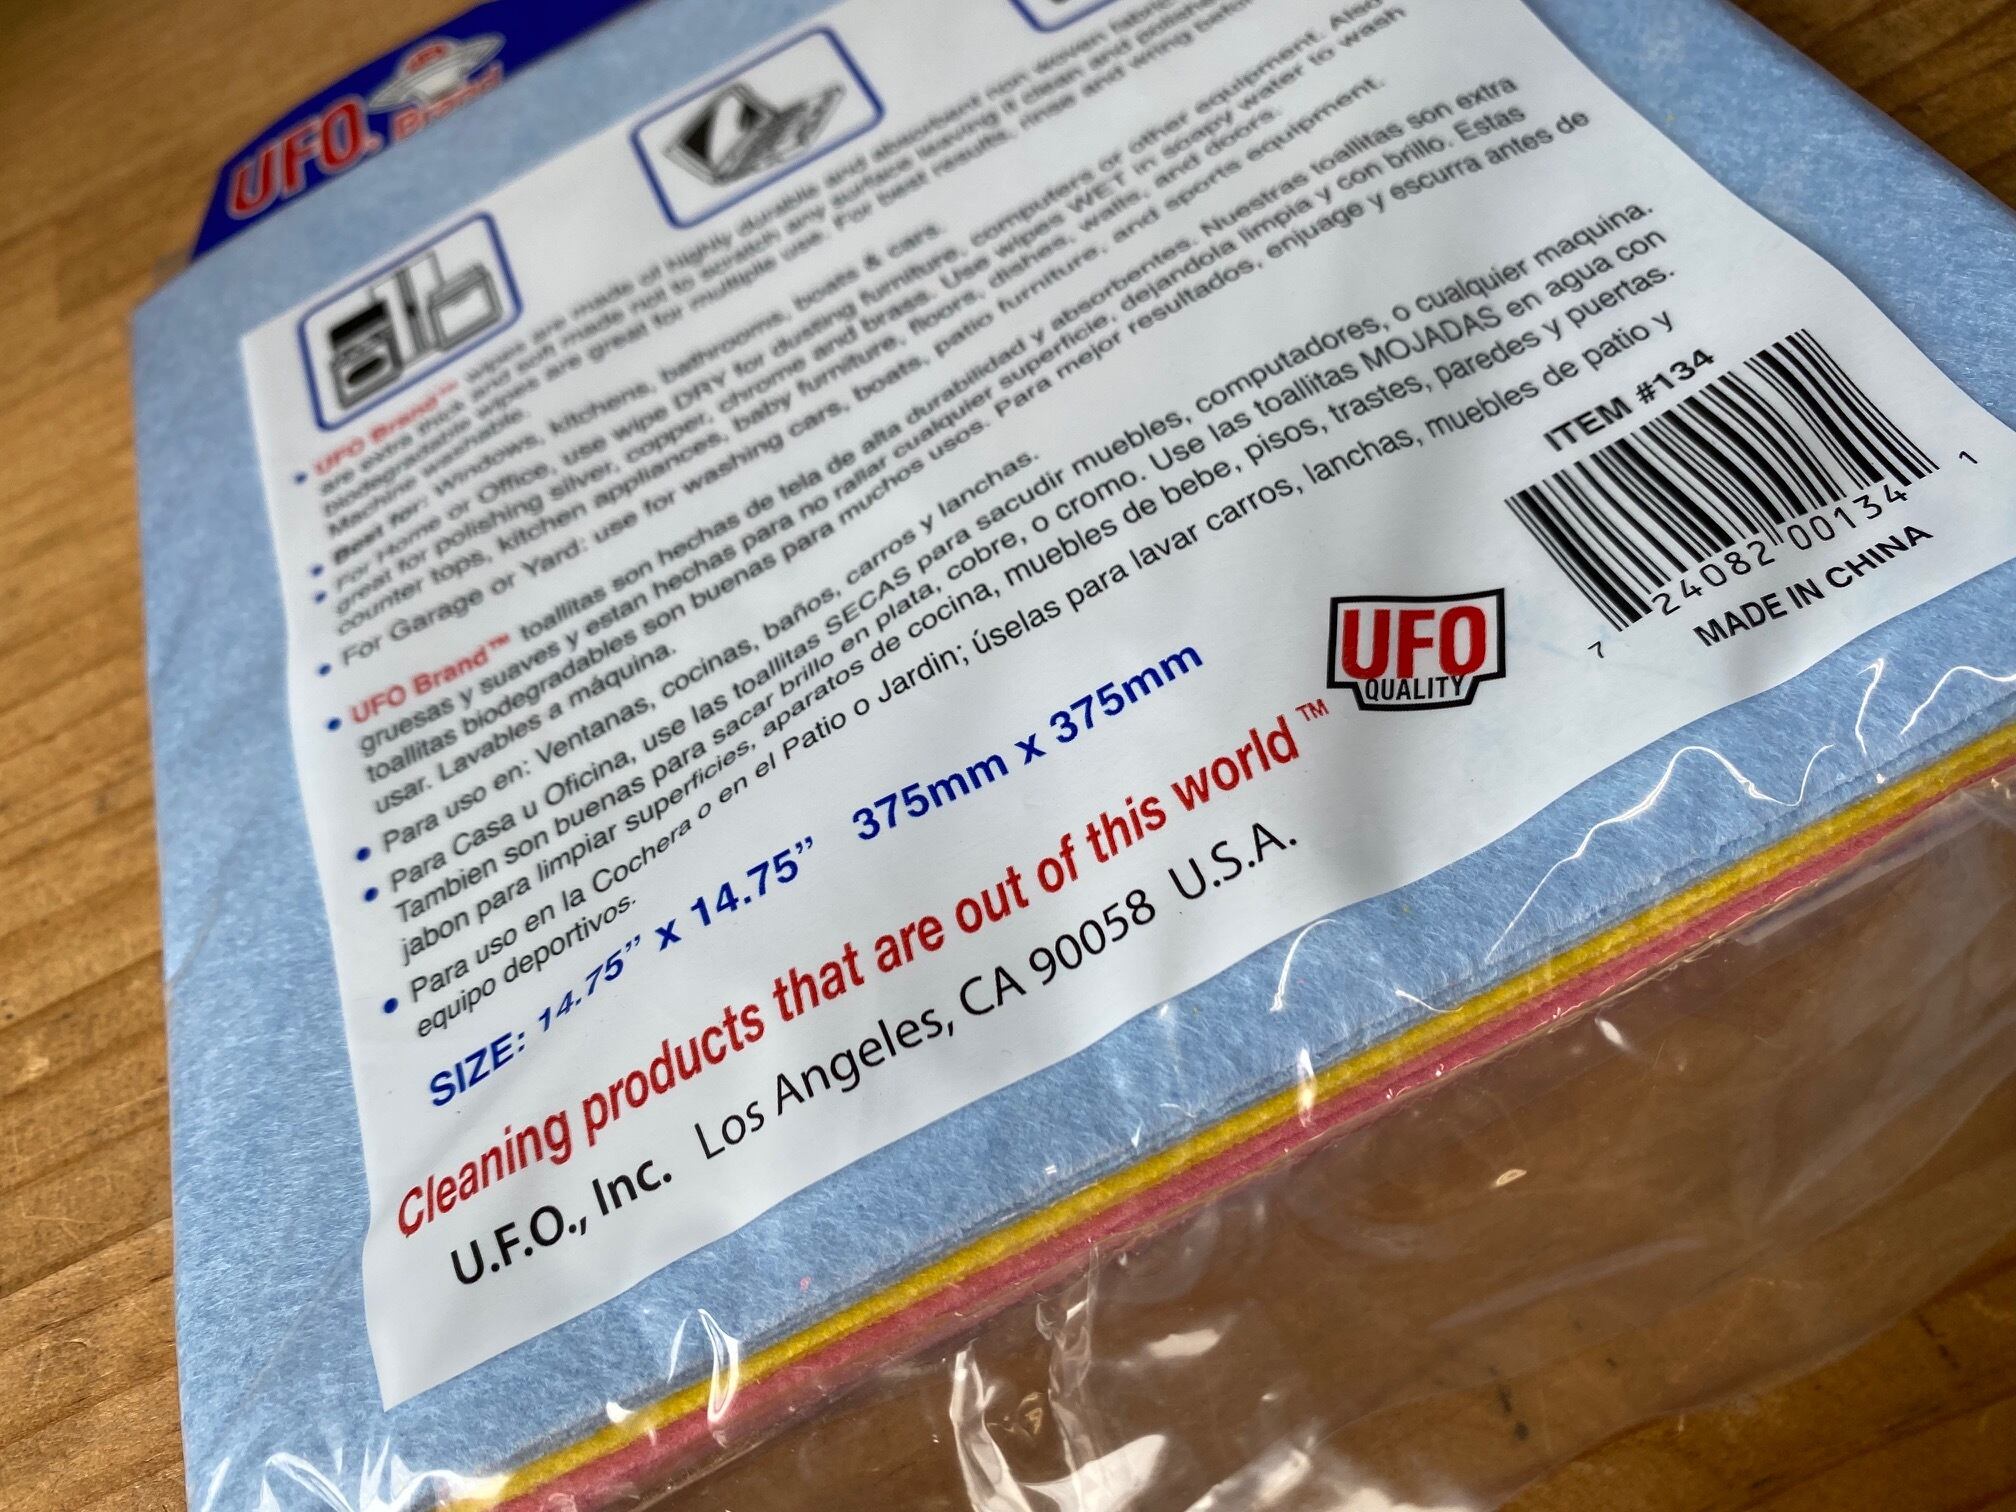 UFO Brand
UFO Brand™ wipes are made of highly durable and absorbent non woven fabric
are extra thick and soft made not to scratch any surface leaving it clean and polished
biodegradable wipes are great for multiple use. For best results, rinse and wring before
Machine washable.
• Best for: Windows, kitchens, bathrooms, boats & cars.
• For Home or Office, use wipe DRY for dusting furniture, computers or other equipment. Also
great for polishing silver, copper, chrome and brass. Use wipes WET in soapy water to wash
counter tops, kitchen appliances, baby furniture, floors, dishes, walls, and doors.
• For Garage or Yard: use for washing cars, boats, patio furniture, and sports equipment.
• UFO Brand™ toallitas son hechas de tela de alta durabilidad y absorbentes. Nuestras toallitas son extra
gruesas y suaves y estan hechas para no rallar cualquier superficie, dejandola limpia y con brillo. Estas
toallitas biodegradables son buenas para muchos usos. Para mejor resultados, enjuage y escurra antes de
usar. Lavables a máquina.
• Para uso en: Ventanas, cocinas, baños, carros y lanchas.
• Para Casa u Oficina, use las toallitas SECAS para sacudir muebles, computadores, o cualquier maquina.
Tambien son buenas para sacar brillo en plata, cobre, o cromo. Use las toallitas MOJADAS en agua con
jabon para limpiar superficies, aparatos de cocina, muebles de bebe, pisos, trastes, paredes y puertas.
• Para uso en la Cochera o en el Patio o Jardin; úselas para lavar carros, lanchas, muebles de patio y
equipo deportivos.
SIZE: 14.75” x 14.75” 375mm x 375mm
Cleaning products that are out of this world™
U.F.O., Inc. Los Angeles, CA 90058 U.S.A.
UFO
QUALITY
ITEM #134
7 24082 00134 1
MADE IN CHINA